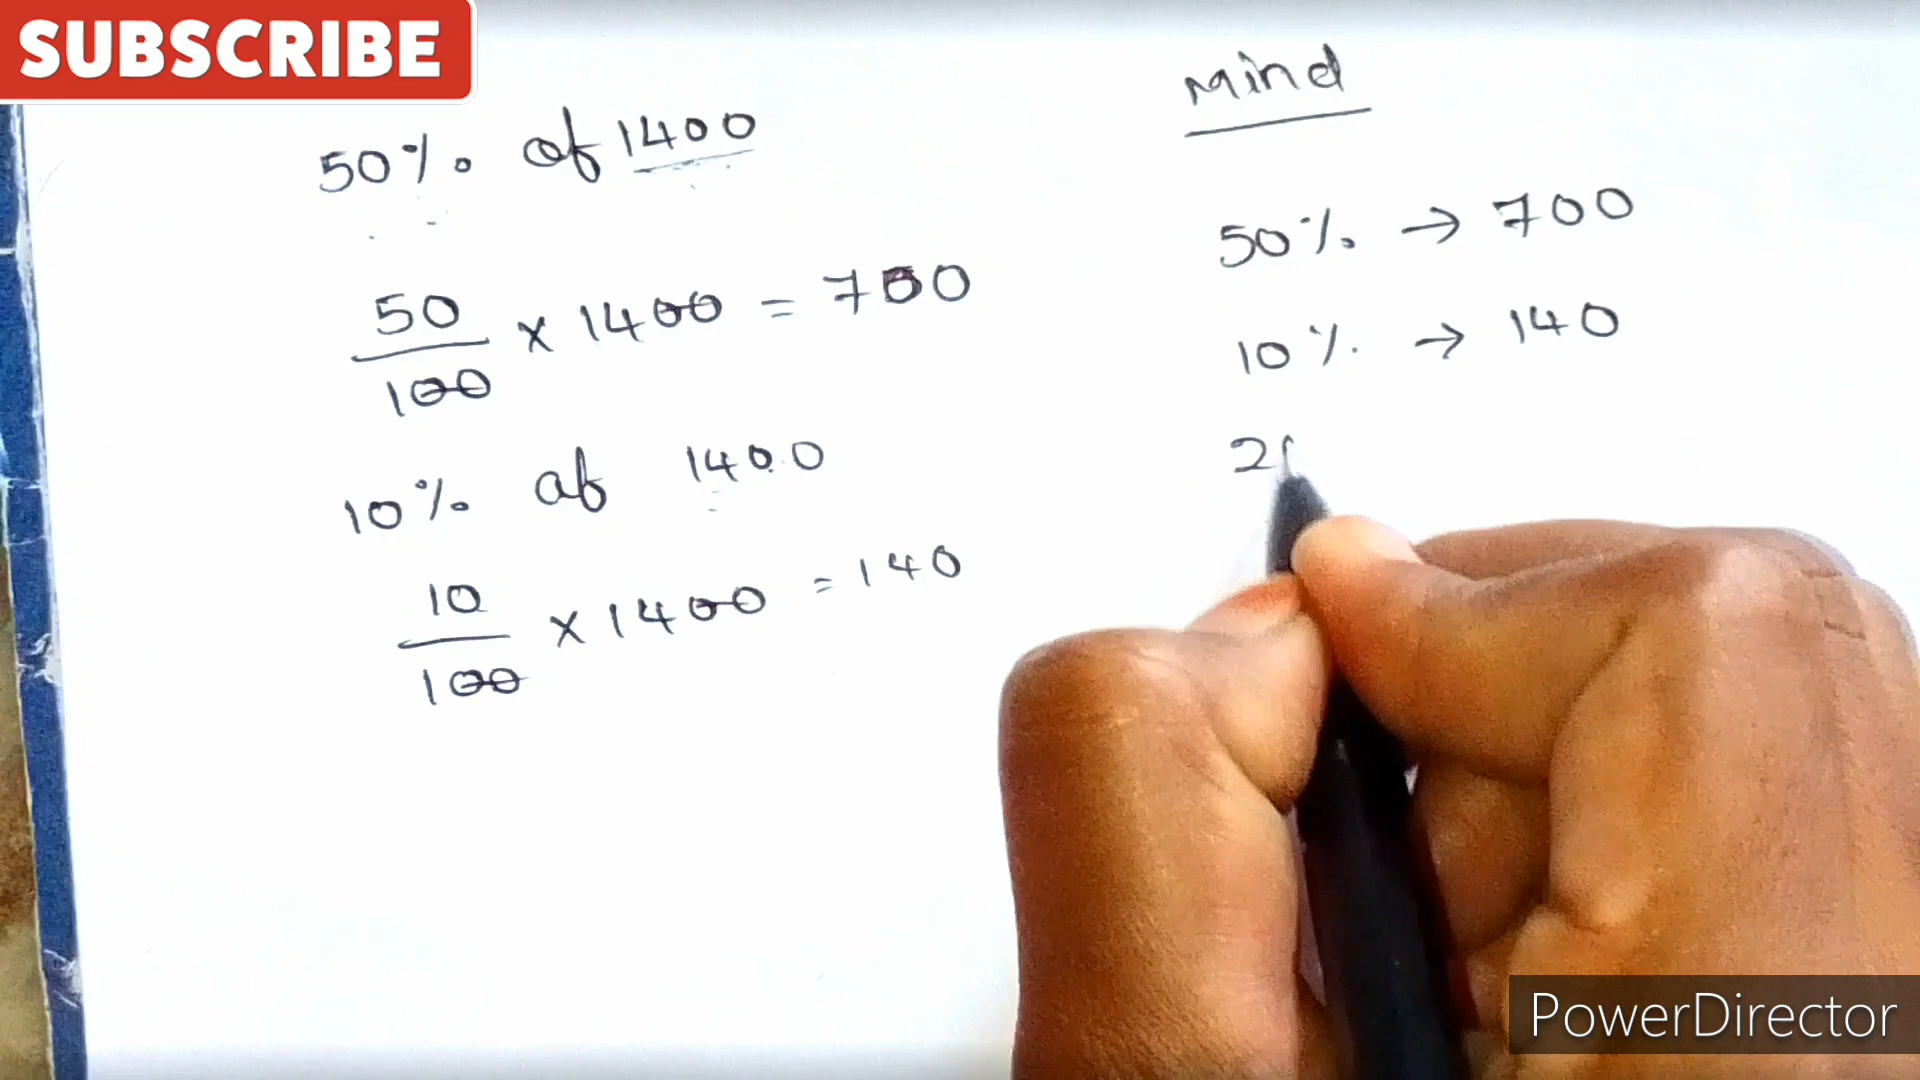 SUBSCRIBE
50% of 1400
50/100 x 1400 = 700
10% of 1400
10/100 x 1400 = 140
Mind
50% → 700
10% → 140
20
PowerDirector